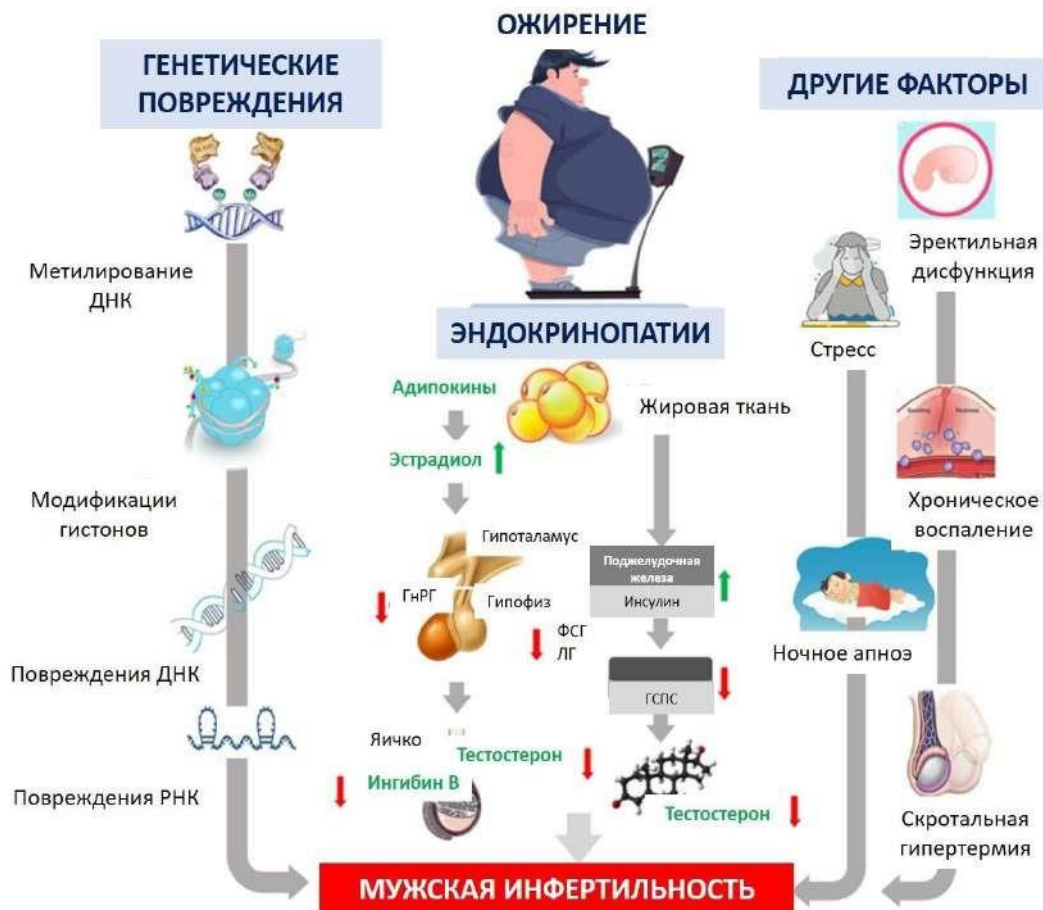 ОЖИРЕНИЕ
ГЕНЕТИЧЕСКИЕ
ПОВРЕЖДЕНИЯ
ДРУГИЕ ФАКТОРЫ
Метилирование
ДНК
Модификации
гистонов
Повреждения ДНК
Повреждения РНК
ЭНДОКРИНОПАТИИ
Адипокины
Эстрадиол
Гипоталамус
ГнРГ
Гипофиз
ФСГ
ЛГ
Яичко
Тестостерон
Ингибин В
Жировая ткань
Поджелудочная
железа
Инсулин
ГСПС
Тестостерон
Эректильная
дисфункция
Стресс
Хроническое
воспаление
Ночное апноэ
Скротальная
гипертермия
МУЖСКАЯ ИНФЕРТИЛЬНОСТЬ